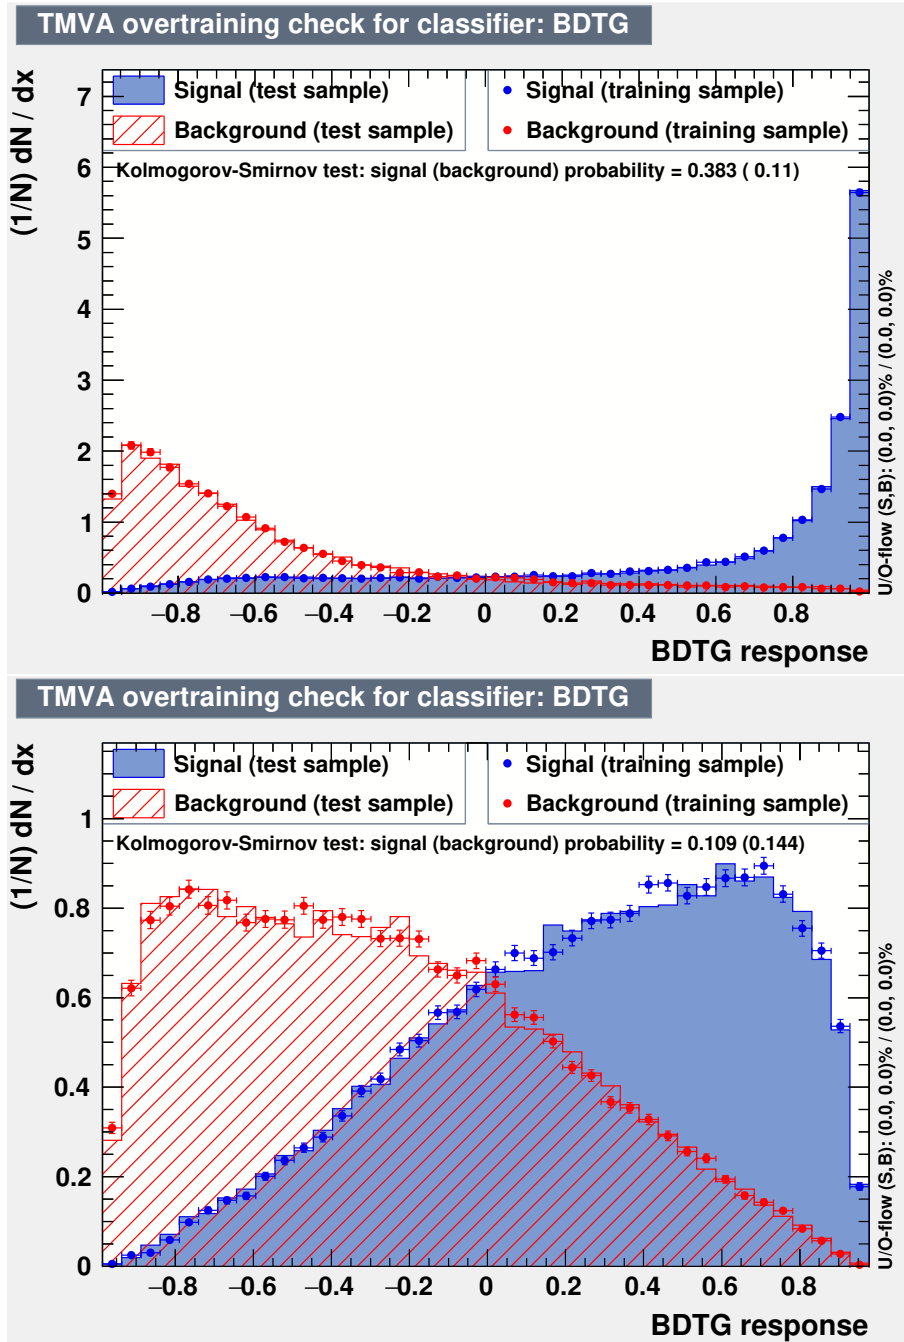 TMVA overtraining check for classifier: BDTG
Signal (test sample)
Background (test sample)
Signal (training sample)
Background (training sample)
Kolmogorov-Smirnov test: signal (background) probability = 0.383 ( 0.11)
(1/N) dN / dx
7
6
5
4
3
2
1
0
−0.8 −0.6 −0.4 −0.2 0 0.2 0.4 0.6 0.8
BDTG response
U/O-flow (S,B): (0.0, 0.0)% / (0.0, 0.0)%
TMVA overtraining check for classifier: BDTG
Signal (test sample)
Background (test sample)
Signal (training sample)
Background (training sample)
Kolmogorov-Smirnov test: signal (background) probability = 0.109 (0.144)
(1/N) dN / dx
1
0.8
0.6
0.4
0.2
0
−0.8 −0.6 −0.4 −0.2 0 0.2 0.4 0.6 0.8
BDTG response
U/O-flow (S,B): (0.0, 0.0)% / (0.0, 0.0)%